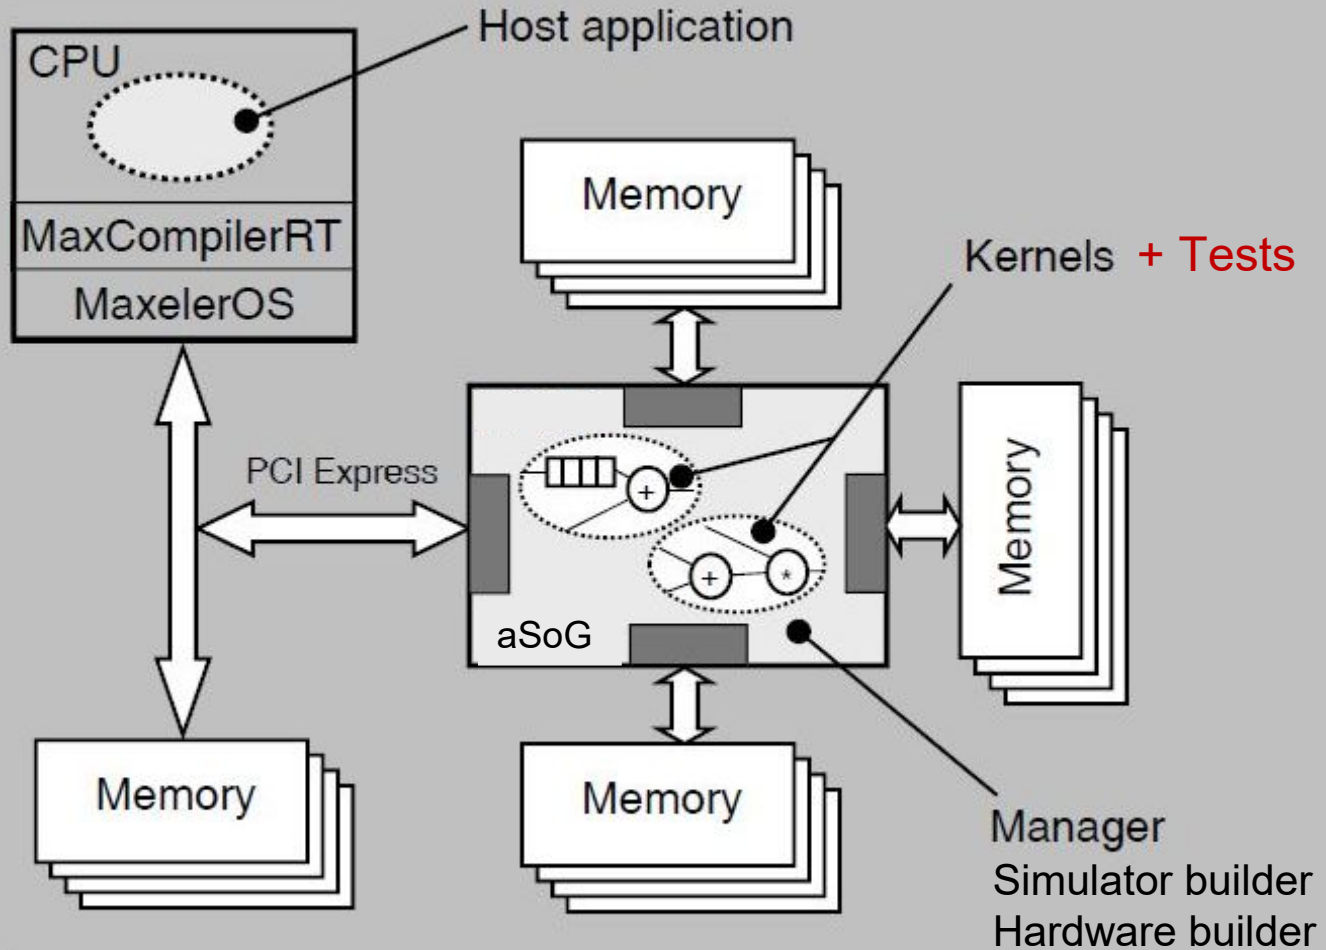 Host application
CPU
MaxCompilerRT
MaxelerOS
Memory
Kernels + Tests
PCI Express
+
+
*
aSoG
Memory
Memory
Memory
Manager
Simulator builder
Hardware builder